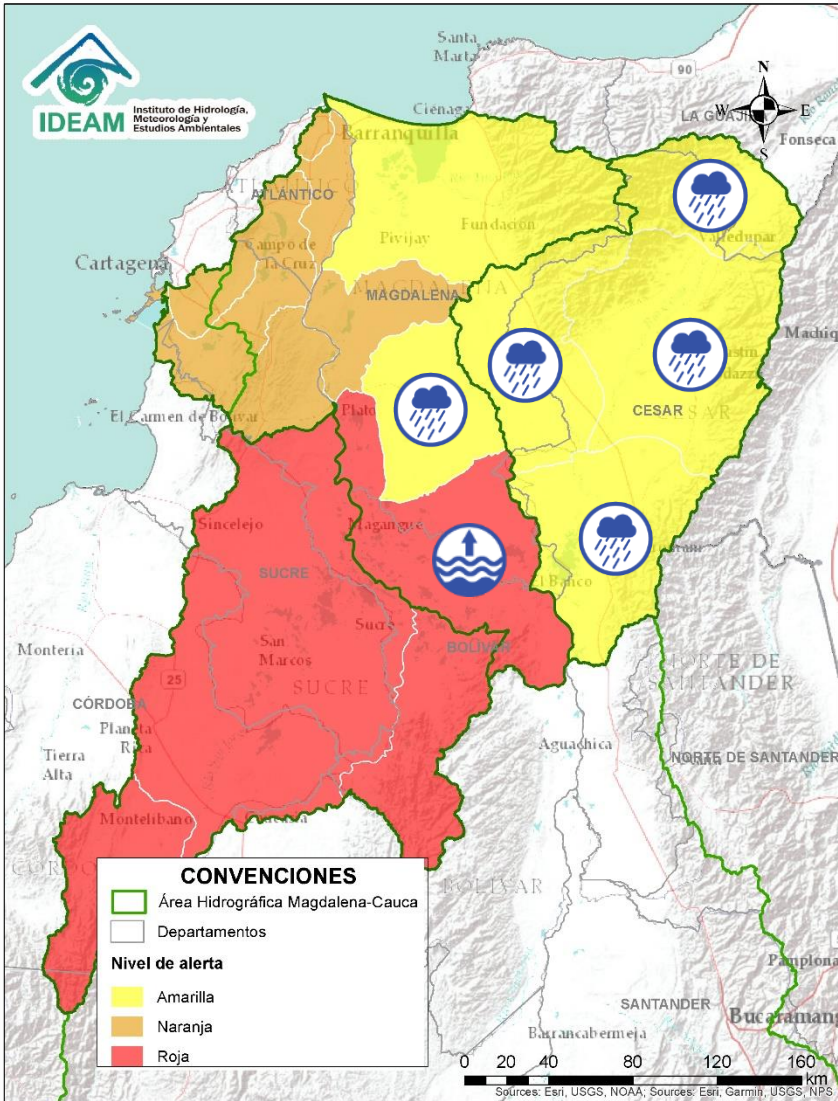 IDEAM
Instituto de Hidrología,
Meteorología y
Estudios Ambientales
Santa
Marta
90
N
W
E
S
Ciénaga
Barranquilla
Fonseca
ATLÁNTICO
Pivijay
Fundación
Valledupar
Campo de
la Cruz
Cartagena
MAGDALENA
El Carmen de Bolívar
Plato
CESAR
Sincelejo
Magangué
SUCRE
El Banco
Sucre
San
Marcos
BOLÍVAR
SUCRE
Montería
25
NORTE DE
SANTANDER
CÓRDOBA
Planeta
Rica
Tierra
Alta
Aguachica
NORTE DE SANTANDER
Montelíbano
BOLÍVAR
CONVENCIONES
Área Hidrográfica Magdalena-Cauca
Departamentos
Nivel de alerta
Amarilla
Naranja
Roja
Pamplona
SANTANDER
Barrancabermeja
0 20 40 80 120 160
km
Sources: Esri, USGS, NOAA; Sources: Esri, Garmin, USGS, NPS